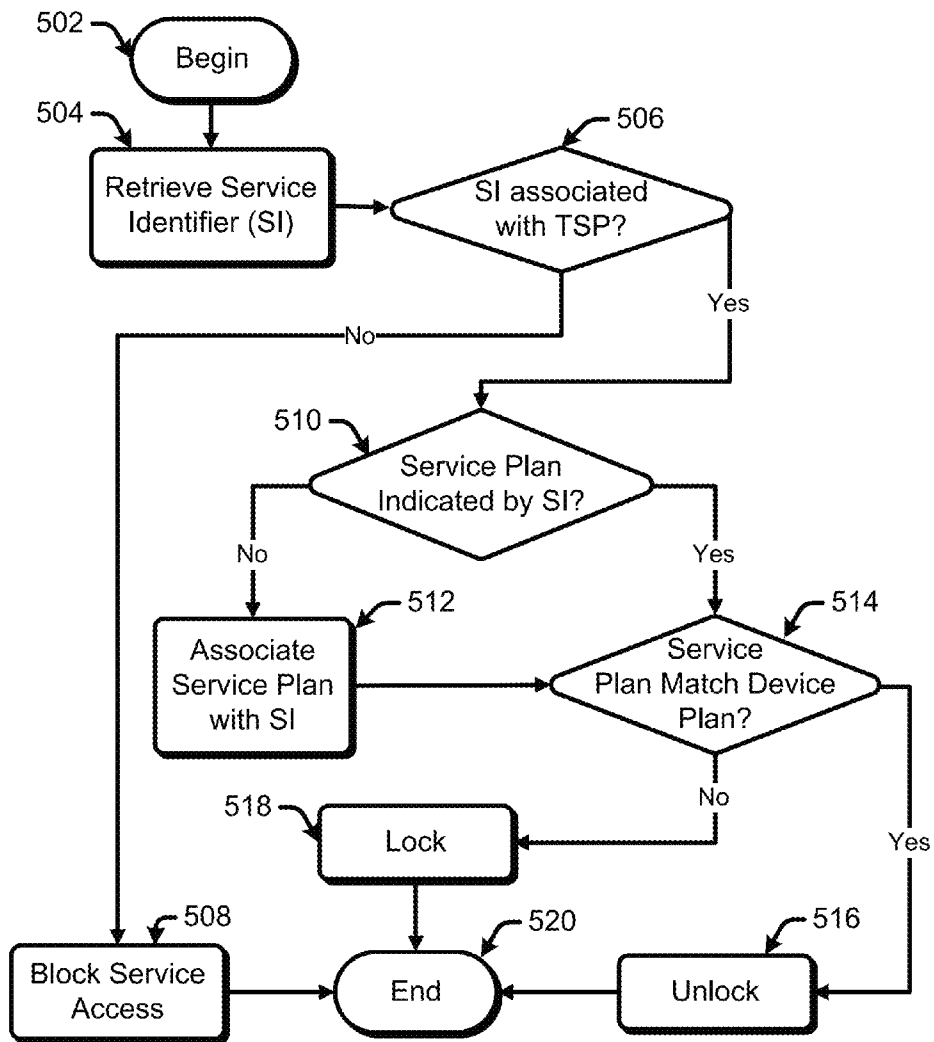 502
Begin
504
Retrieve Service
Identifier (SI)
506
SI associated
with TSP?
Yes
No
510
Service Plan
Indicated by SI?
No
Yes
512
Associate
Service Plan
with SI
514
Service
Plan Match Device
Plan?
No
Yes
518
Lock
508
Block Service
Access
520
End
516
Unlock